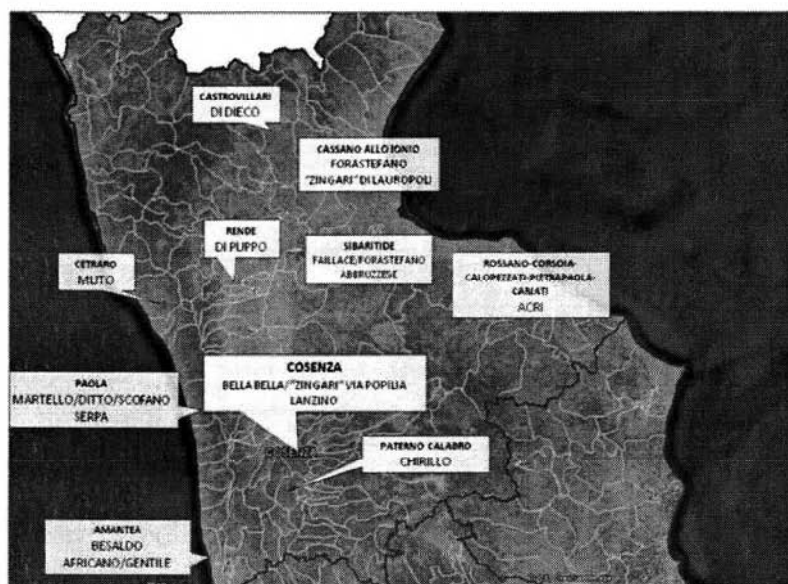 CASTROVILLARI
DI DIECO
CASSANO ALLO IONIO
FORASTEFANO
"ZINGARI" DI LAUROPOLI
RENDE
DI PUPPO
SIBARITIDE
FAILLACE/FORASTEFANO
ABBRUZZESE
CETRARO
MUTO
ROSSANO-CORSOIA-
CALOPEZZATI-PIETRAPAOLA-
CARIATI
ACRI
COSENZA
BELLA BELLA/"ZINGARI" VIA POPILIA
LANZINO
PAOLA
MARTELLO/DITTO/SCOFANO
SERPA
COSENZA
PATERNO CALABRO
CHIRILLO
AMANTEA
BESALDO
AFRICANO/GENTILE